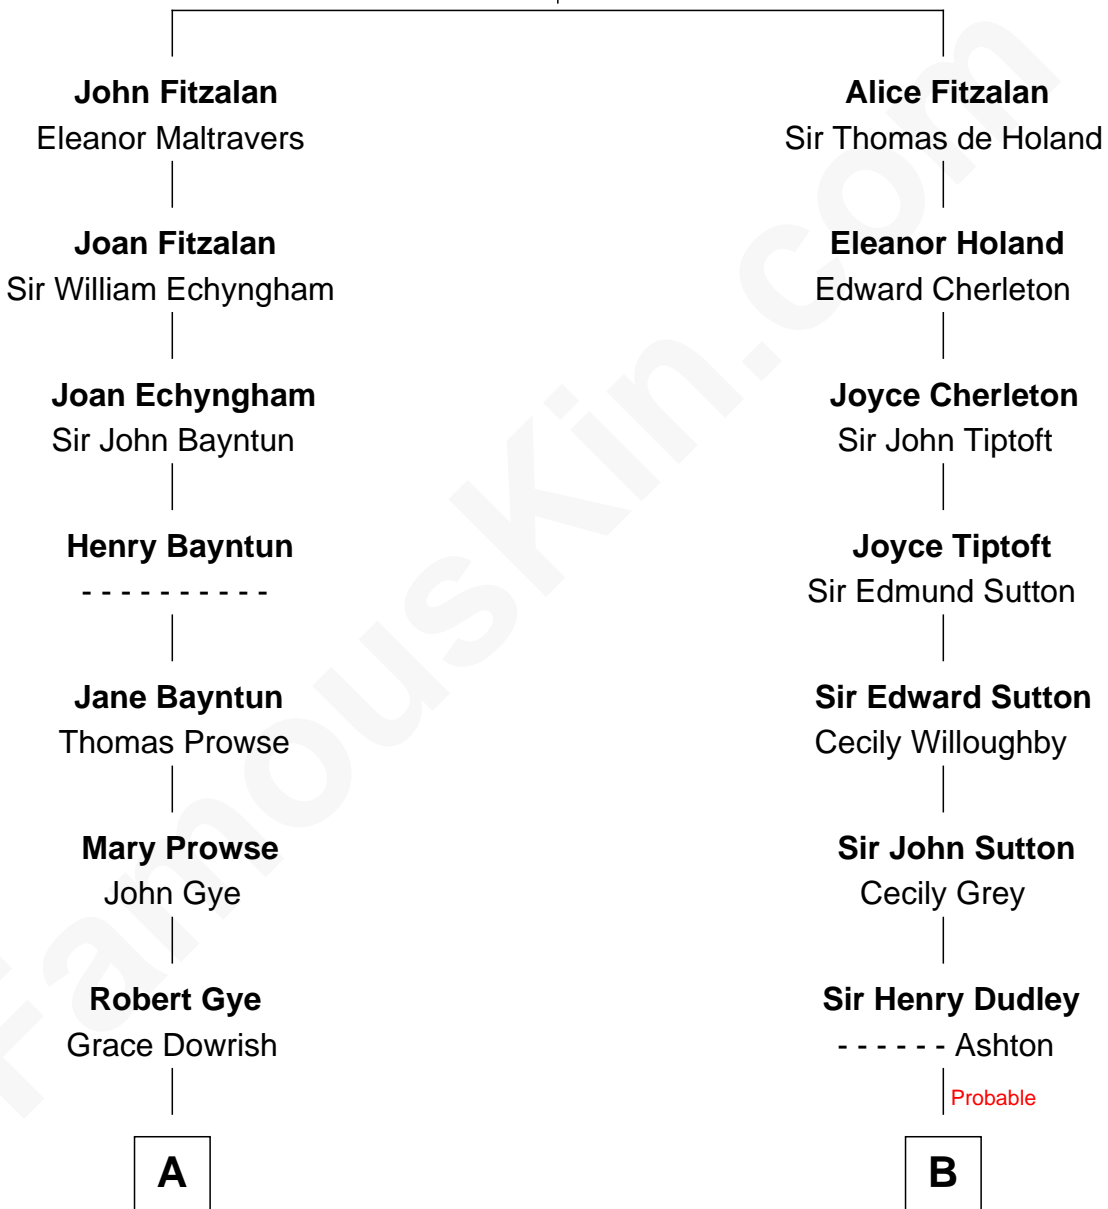 John Fitzalan
Eleanor Maltravers
Joan Fitzalan
Sir William Echyngham
Joan Echyngham
Sir John Bayntun
Henry Bayntun
- - - - - - - - - -
Jane Bayntun
Thomas Prowse
Mary Prowse
John Gye
Robert Gye
Grace Dowrish
A
Alice Fitzalan
Sir Thomas de Holand
Eleanor Holand
Edward Cherleton
Joyce Cherleton
Sir John Tiptoft
Joyce Tiptoft
Sir Edmund Sutton
Sir Edward Sutton
Cecily Willoughby
Sir John Sutton
Cecily Grey
Sir Henry Dudley
- - - - - - Ashton
Probable
B
FamousKin.com